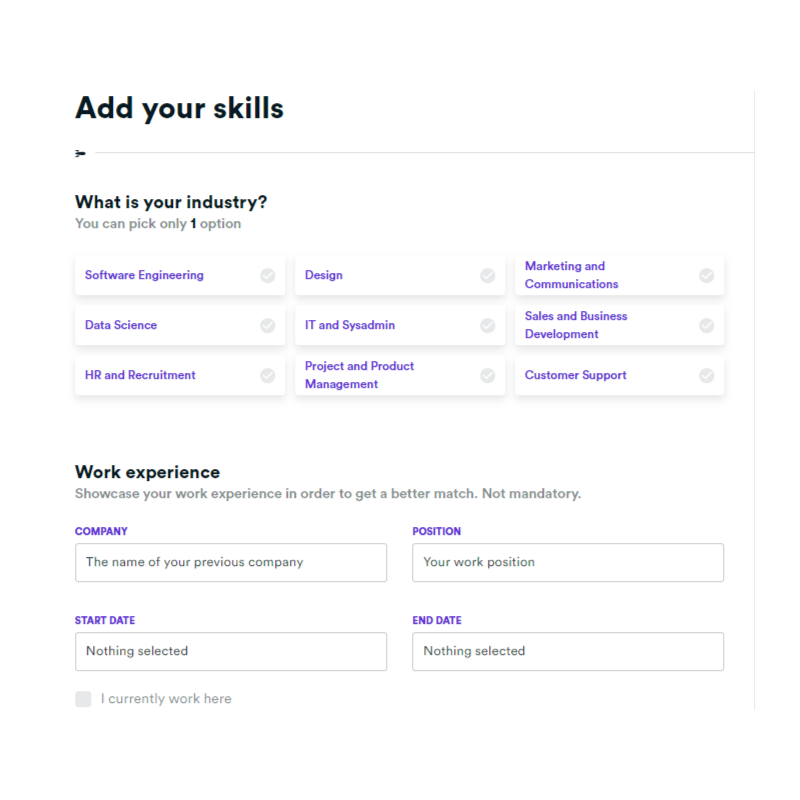 Add your skills
What is your industry?
You can pick only 1 option
Software Engineering
Design
Marketing and
Communications
Data Science
IT and Sysadmin
Sales and Business
Development
HR and Recruitment
Project and Product
Management
Customer Support
Work experience
Showcase your work experience in order to get a better match. Not mandatory.
COMPANY
POSITION
The name of your previous company
Your work position
START DATE
END DATE
Nothing selected
Nothing selected
I currently work here